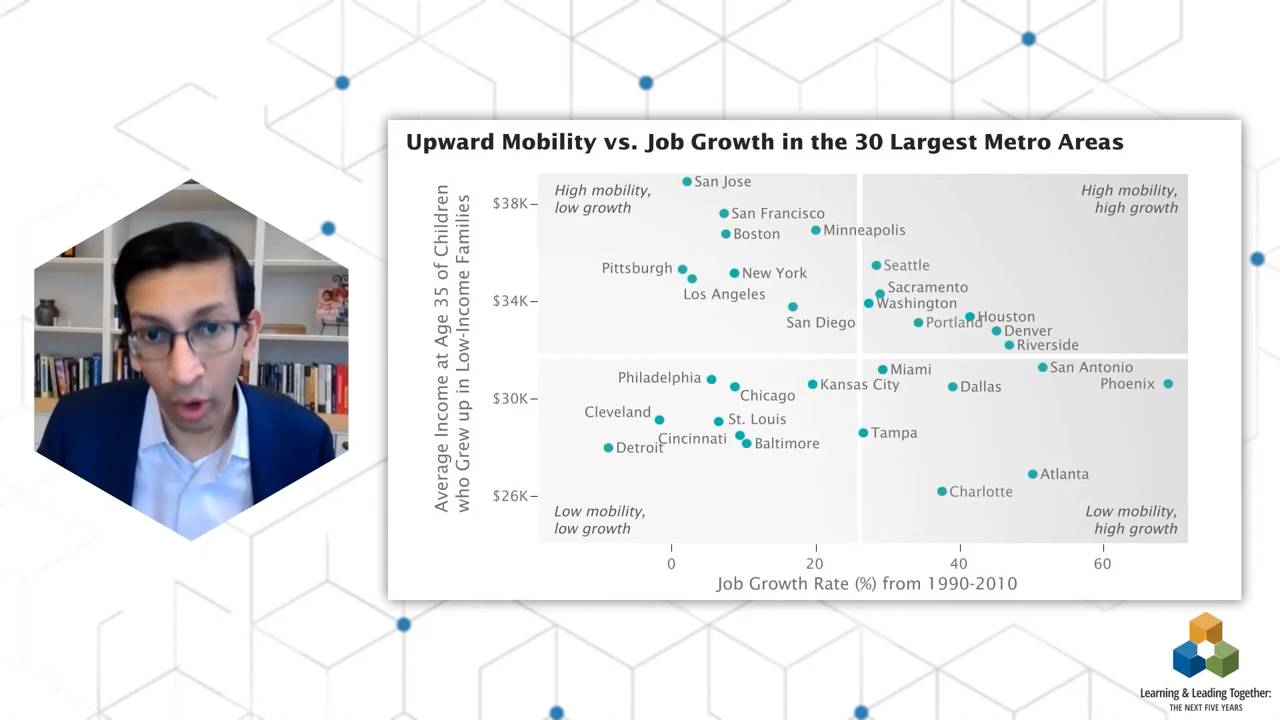 Upward Mobility vs. Job Growth in the 30 Largest Metro Areas
Average Income at Age 35 of Children
who Grew up in Low-Income Families
$38K
$34K
$30K
$26K
High mobility,
low growth
High mobility,
high growth
San Jose
San Francisco
Boston
Minneapolis
Pittsburgh
New York
Los Angeles
San Diego
Seattle
Sacramento
Washington
Portland
Houston
Denver
Riverside
Philadelphia
Chicago
Kansas City
Miami
Dallas
San Antonio
Phoenix
Cleveland
St. Louis
Cincinnati
Baltimore
Detroit
Tampa
Atlanta
Charlotte
Low mobility,
low growth
Low mobility,
high growth
0
20
40
60
Job Growth Rate (%) from 1990-2010
Learning & Leading Together:
THE NEXT FIVE YEARS